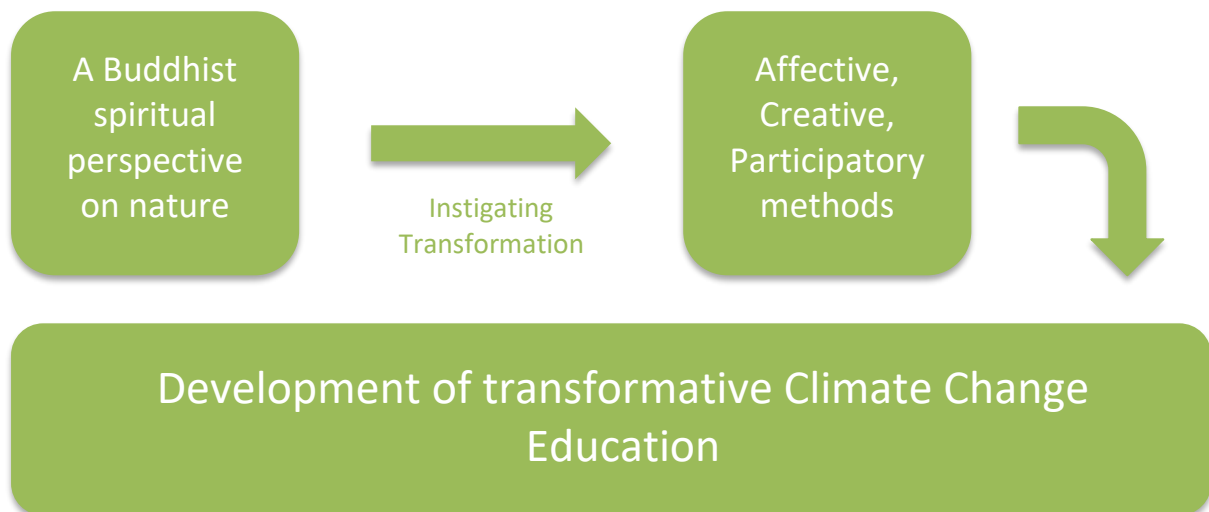 A Buddhist
spiritual
perspective
on nature
Instigating
Transformation
Affective,
Creative,
Participatory
methods
Development of transformative Climate Change
Education